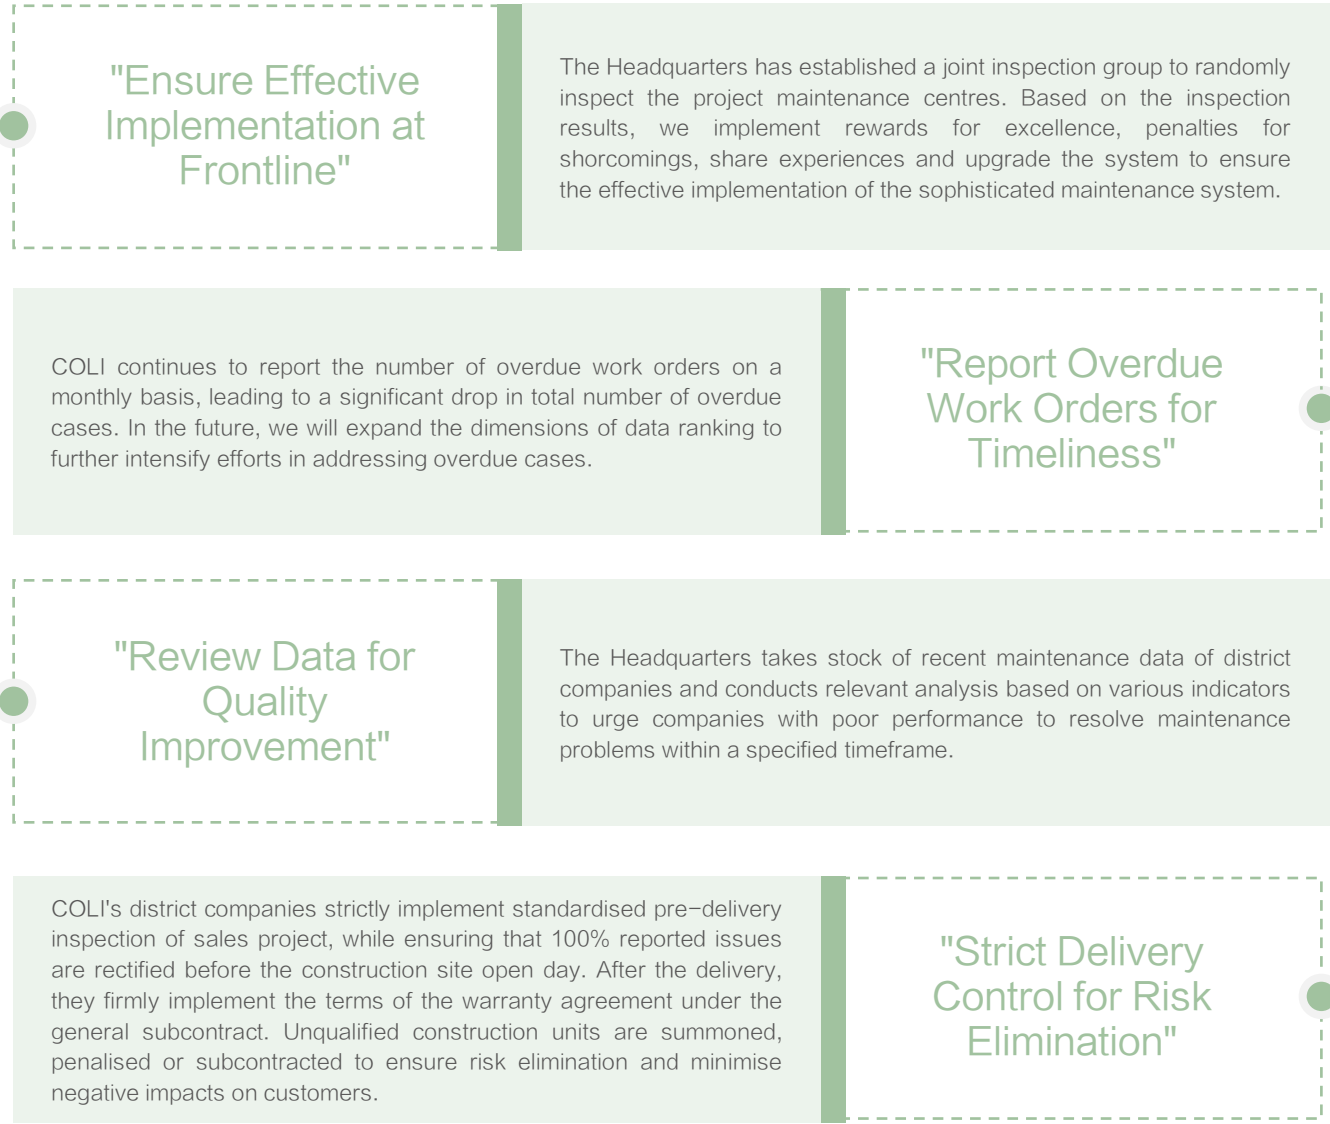 "Ensure Effective
Implementation at
Frontline"
The Headquarters has established a joint inspection group to randomly
inspect the project maintenance centres. Based on the inspection
results, we implement rewards for excellence, penalties for
shorcomings, share experiences and upgrade the system to ensure
the effective implementation of the sophisticated maintenance system.
COLI continues to report the number of overdue work orders on a
monthly basis, leading to a significant drop in total number of overdue
cases. In the future, we will expand the dimensions of data ranking to
further intensify efforts in addressing overdue cases.
"Report Overdue
Work Orders for
Timeliness"
"Review Data for
Quality
Improvement"
The Headquarters takes stock of recent maintenance data of district
companies and conducts relevant analysis based on various indicators
to urge companies with poor performance to resolve maintenance
problems within a specified timeframe.
COLI's district companies strictly implement standardised pre-delivery
inspection of sales project, while ensuring that 100% reported issues
are rectified before the construction site open day. After the delivery,
they firmly implement the terms of the warranty agreement under the
general subcontract. Unqualified construction units are summoned,
penalised or subcontracted to ensure risk elimination and minimise
negative impacts on customers.
"Strict Delivery
Control for Risk
Elimination"